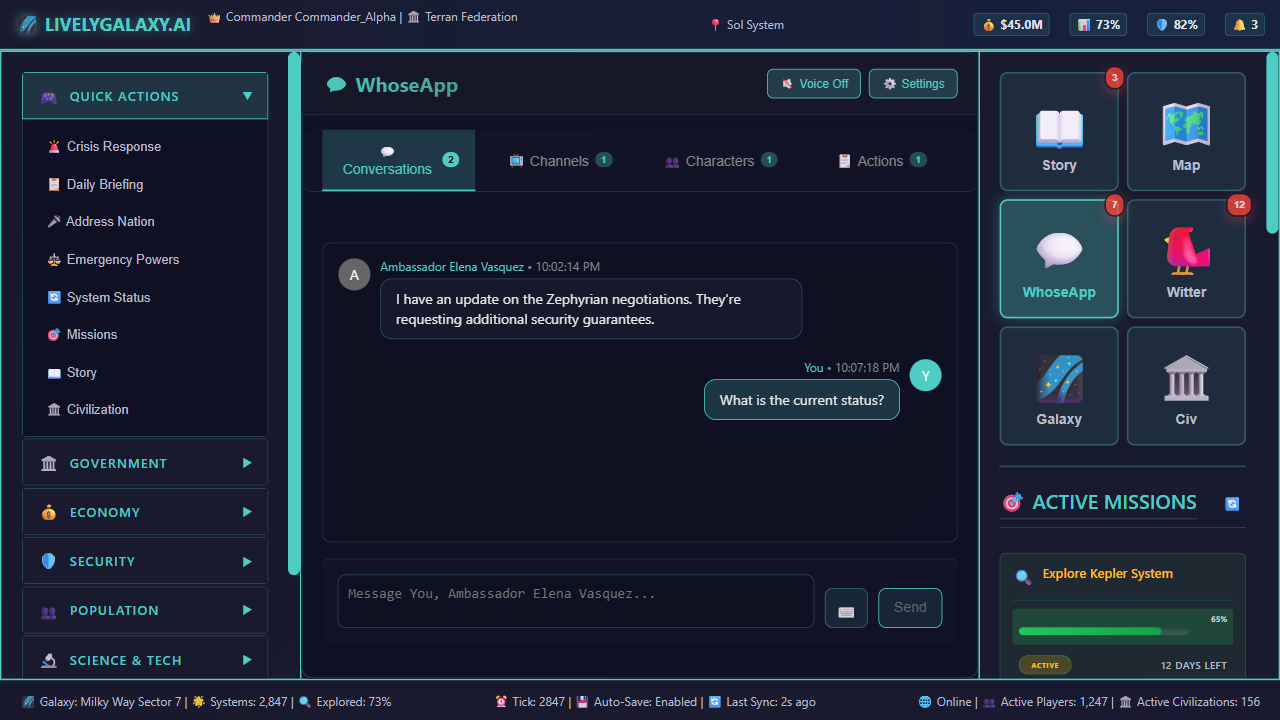 LIVELYGALAXY.AI
Commander Commander_Alpha | Terran Federation
Sol System
$45.0M
73%
82%
3
QUICK ACTIONS
Crisis Response
Daily Briefing
Address Nation
Emergency Powers
System Status
Missions
Story
Civilization
GOVERNMENT
ECONOMY
SECURITY
POPULATION
SCIENCE & TECH
WhoseApp
Voice Off
Settings
Conversations 2
Channels 1
Characters 1
Actions 1
A
Ambassador Elena Vasquez • 10:02:14 PM
I have an update on the Zephyrian negotiations. They're
requesting additional security guarantees.
You • 10:07:18 PM
Y
What is the current status?
Message You, Ambassador Elena Vasquez...
Send
3
Story
Map
7
WhoseApp
12
Witter
Galaxy
Civ
ACTIVE MISSIONS
Explore Kepler System
65%
ACTIVE
12 DAYS LEFT
Galaxy: Milky Way Sector 7 | Systems: 2,847 | Explored: 73%
Tick: 2847 | Auto-Save: Enabled | Last Sync: 2s ago
Online | Active Players: 1,247 | Active Civilizations: 156